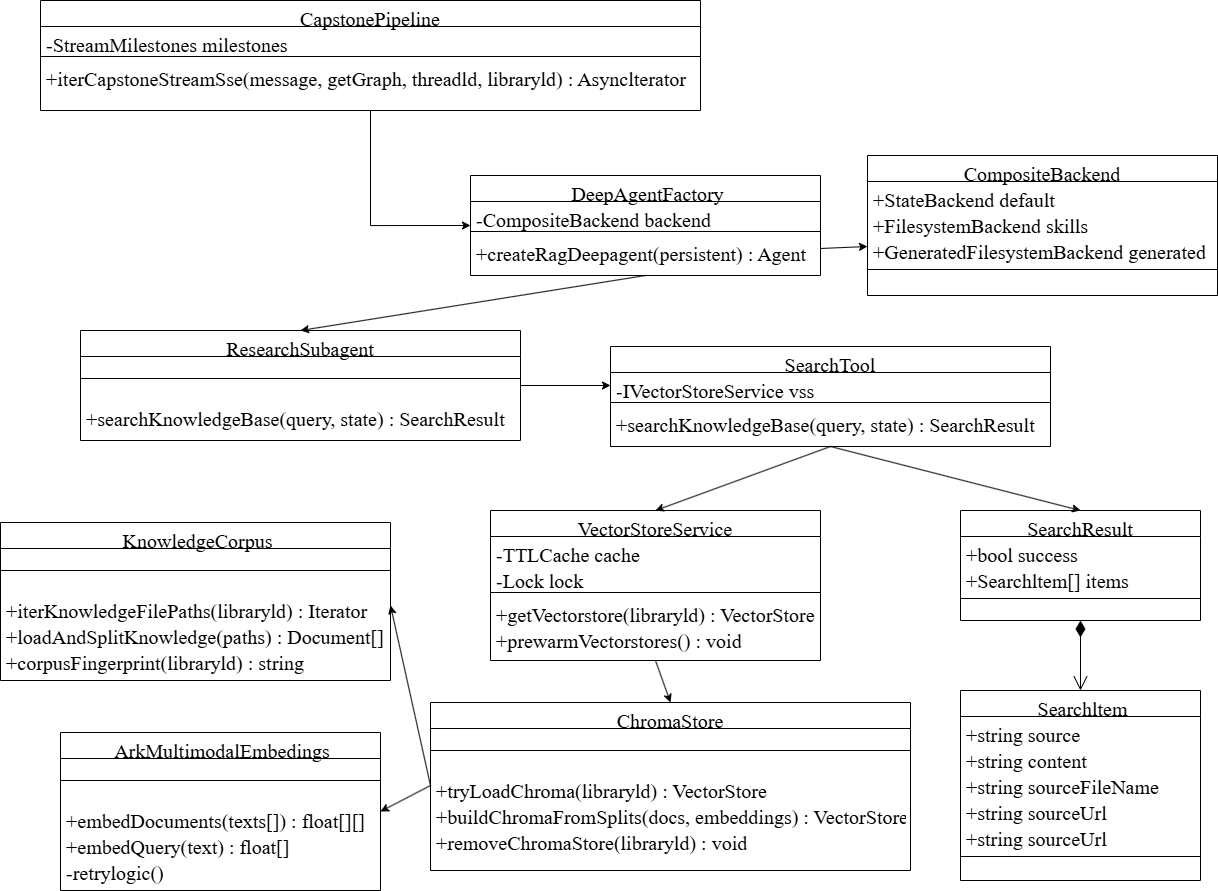 CapstonePipeline
-StreamMilestones milestones
+iterCapstoneStreamSse(message, getGraph, threadId, libraryId) : AsyncIterator
DeepAgentFactory
-CompositeBackend backend
+createRagDeepagent(persistent) : Agent
CompositeBackend
+StateBackend default
+FilesystemBackend skills
+GeneratedFilesystemBackend generated
ResearchSubagent
+searchKnowledgeBase(query, state) : SearchResult
SearchTool
-IVectorStoreService vss
+searchKnowledgeBase(query, state) : SearchResult
KnowledgeCorpus
+iterKnowledgeFilePaths(libraryId) : Iterator
+loadAndSplitKnowledge(paths) : Document[]
+corpusFingerprint(libraryId) : string
VectorStoreService
-TTLCache cache
-Lock lock
+getVectorstore(libraryId) : VectorStore
+prewarmVectorstores() : void
SearchResult
+bool success
+SearchItem[] items
ArkMultimodalEmbedings
+embedDocuments(texts[]) : float[][]
+embedQuery(text) : float[]
-retrylogic()
ChromaStore
+tryLoadChroma(libraryId) : VectorStore
+buildChromaFromSplits(docs, embeddings) : VectorStore
+removeChromaStore(libraryId) : void
SearchItem
+string source
+string content
+string sourceFileName
+string sourceUrl
+string sourceUrl